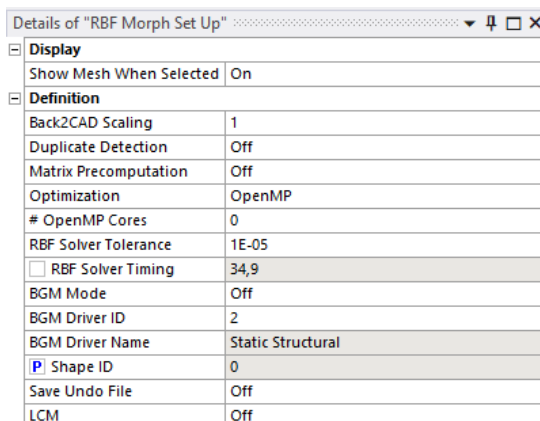 Details of "RBF Morph Set Up"
Display
Show Mesh When Selected On
Definition
Back2CAD Scaling 1
Duplicate Detection Off
Matrix Precomputation Off
Optimization OpenMP
# OpenMP Cores 0
RBF Solver Tolerance 1E-05
RBF Solver Timing 34,9
BGM Mode Off
BGM Driver ID 2
BGM Driver Name Static Structural
P Shape ID 0
Save Undo File Off
LCM Off